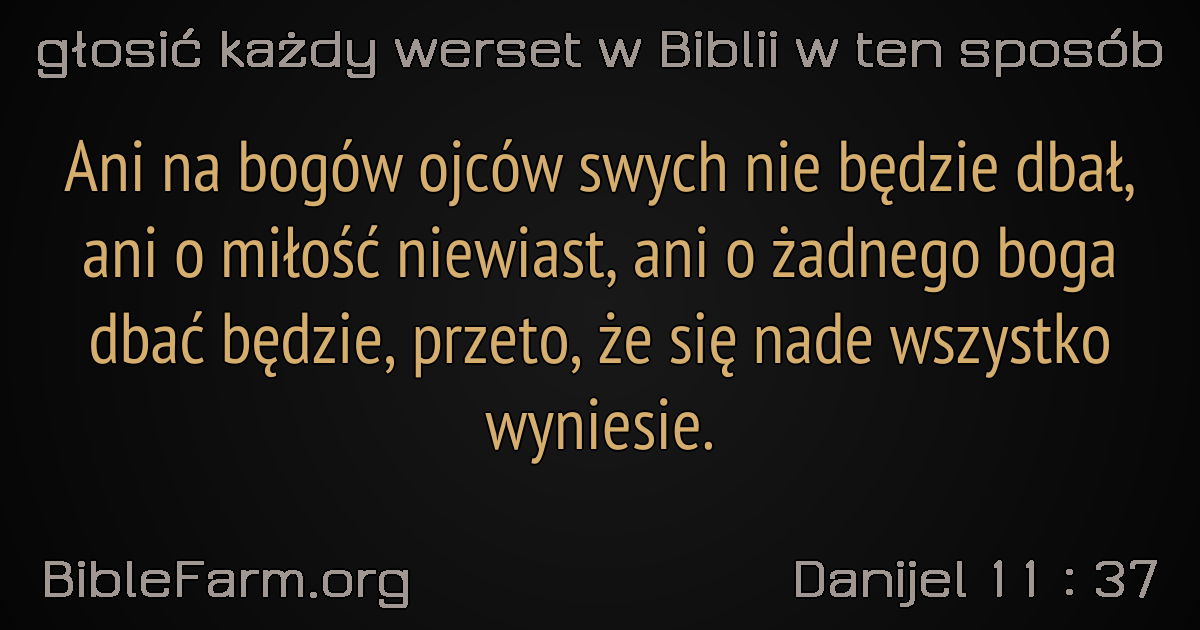 głosić każdy werset w Biblii w ten sposób
Ani na bogów ojców swych nie będzie dbał,
ani o miłość niewiast, ani o żadnego boga
dbać będzie, przeto, że się nade wszystko
wyniesie.
BibleFarm.org
Danijel 11 : 37